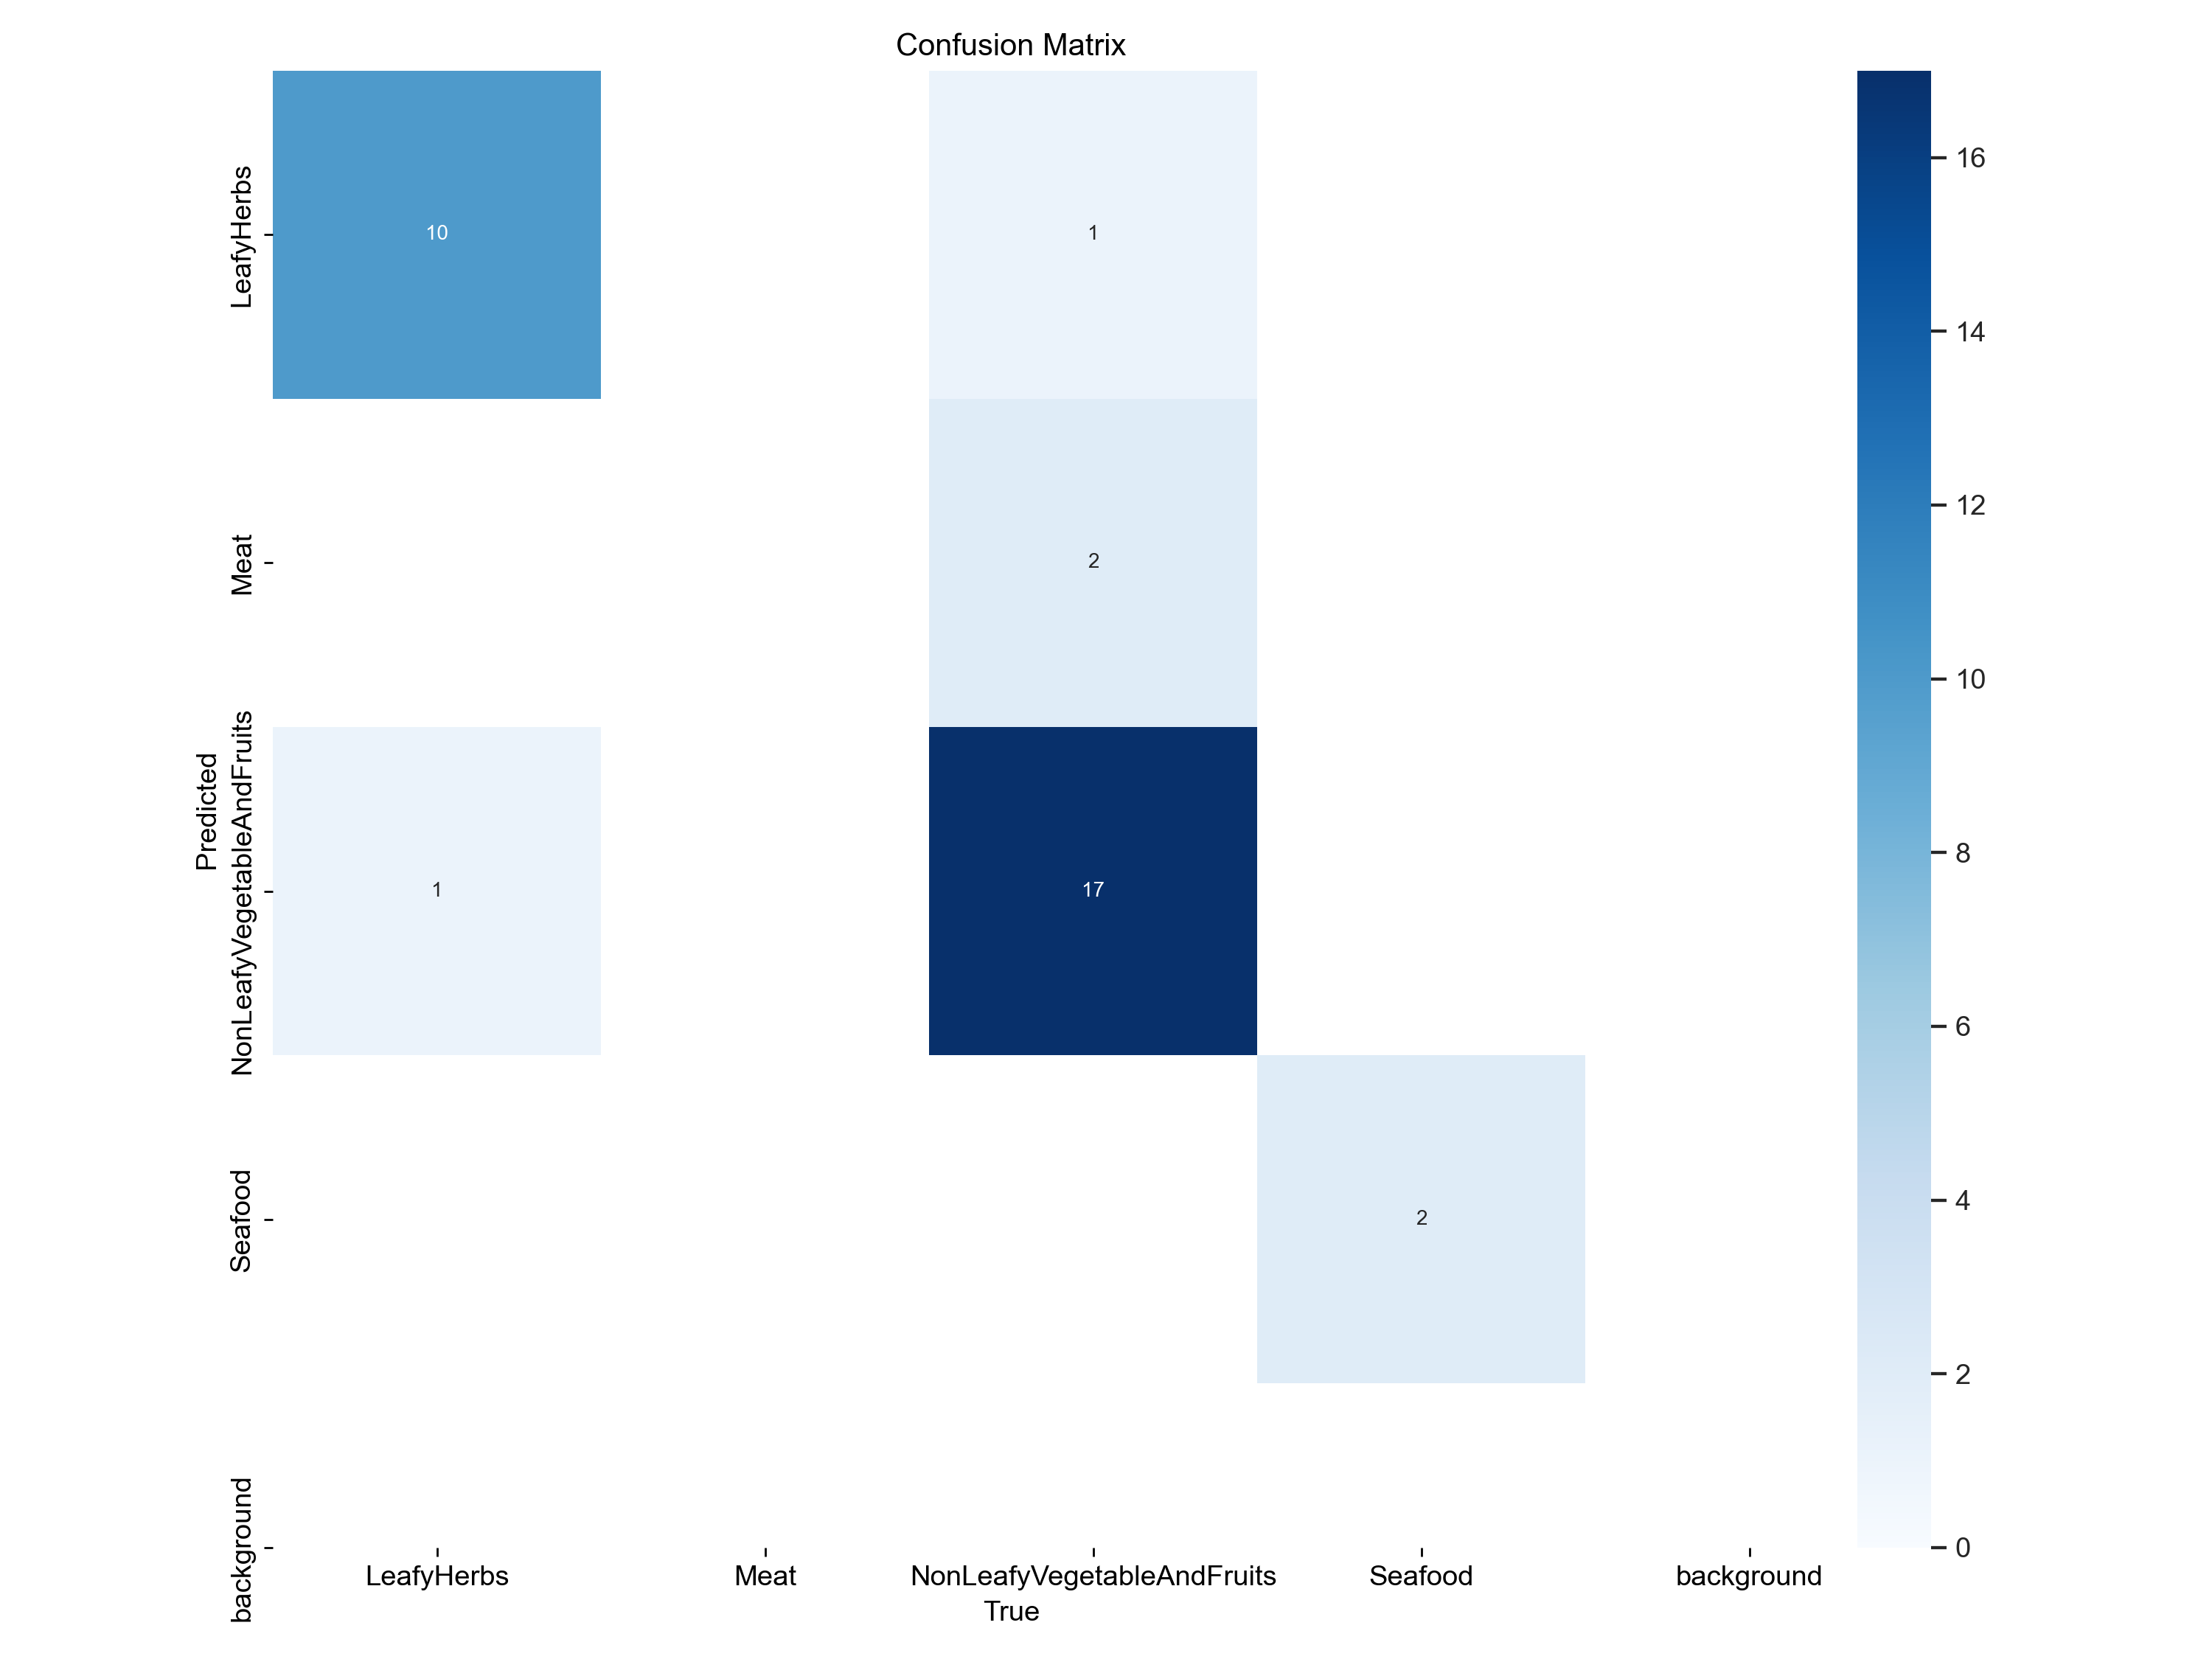 Confusion Matrix
Predicted
LeafyHerbs
Meat
NonLeafyVegetableAndFruits
Seafood
background
10
1
2
1
17
2
LeafyHerbs
Meat
NonLeafyVegetableAndFruits
Seafood
background
True
16
14
12
10
8
6
4
2
0